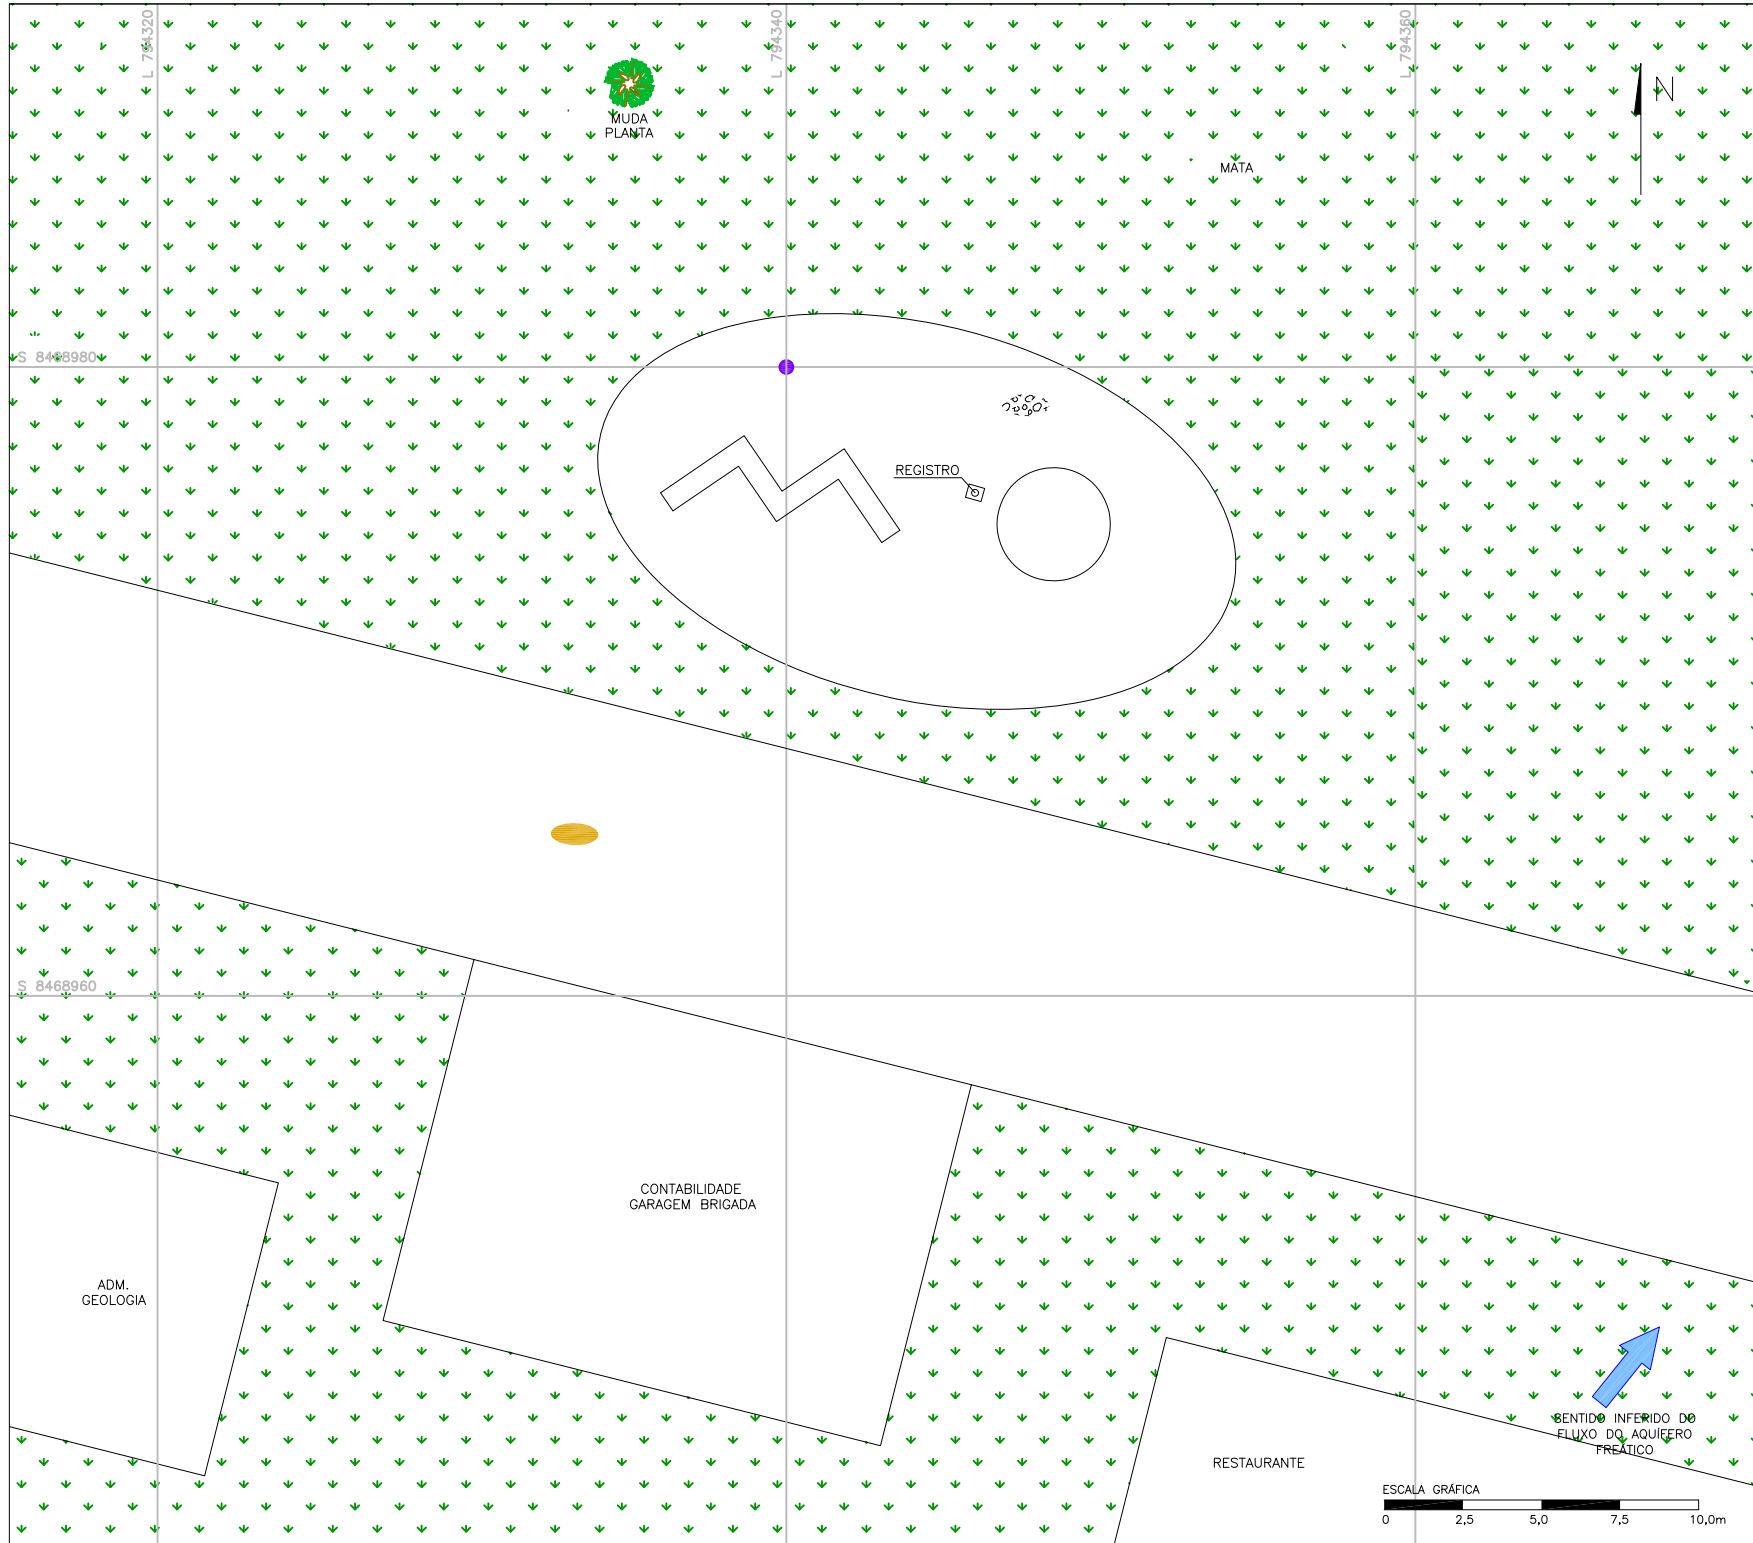 L 794320
L 794340
L 794360
N
MUDA
PLANTA
MATA
S 8468980
REGISTRO
S 8468960
CONTABILIDADE
GARAGEM BRIGADA
ADM.
GEOLOGIA
SENTIDO INFERIDO DO
FLUXO DO AQUÍFERO
FREÁTICO
RESTAURANTE
ESCALA GRÁFICA
0 2,5 5,0 7,5 10,0m